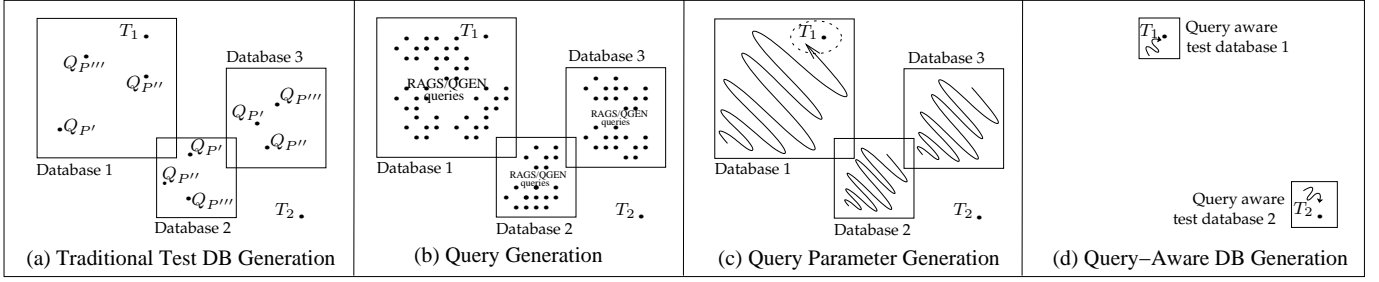 T1
QP'''
QP''
QP'
Database 1
Database 3
QP'''
QP'
QP''
QP'
QP''
QP'''
Database 2
T2
(a) Traditional Test DB Generation
T1
RAGS/QGEN
queries
Database 1
Database 3
RAGS/QGEN
queries
RAGS/QGEN
queries
Database 2
T2
(b) Query Generation
T1
Database 1
Database 3
Database 2
T2
(c) Query Parameter Generation
T1
Query aware
test database 1
Query aware
test database 2
T2
(d) Query−Aware DB Generation